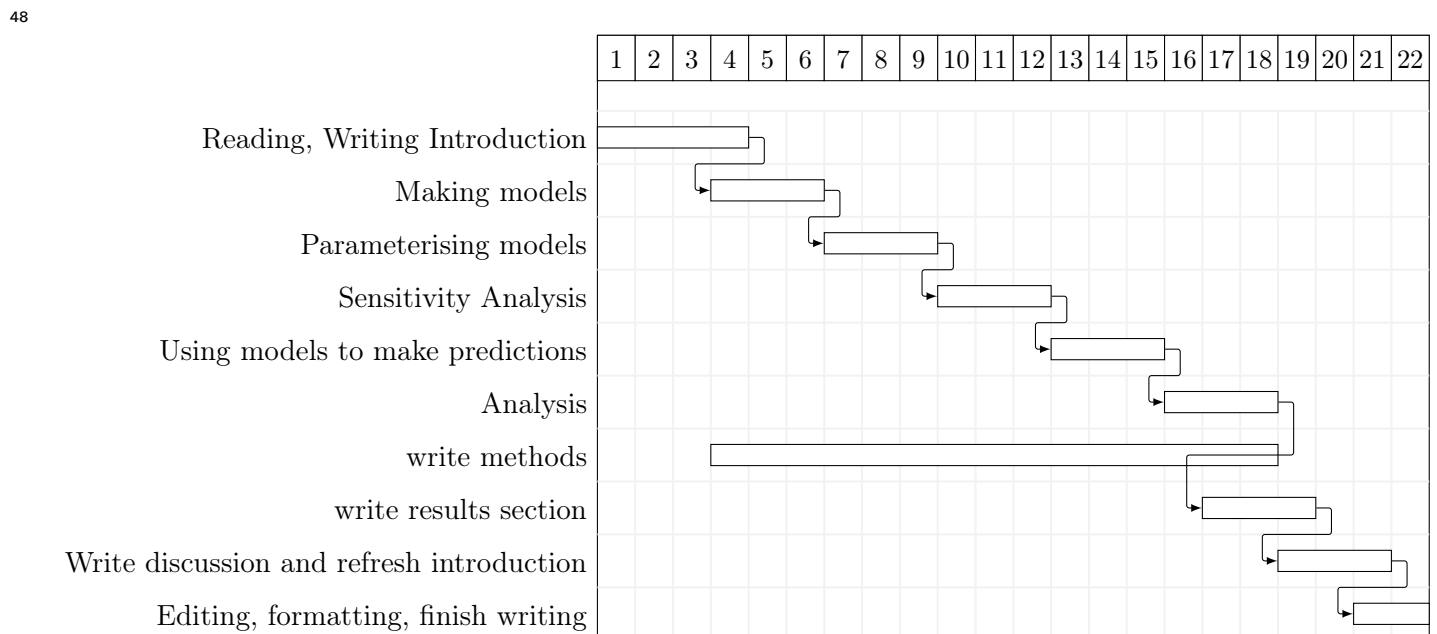 48
1 2 3 4 5 6 7 8 9 10 11 12 13 14 15 16 17 18 19 20 21 22
Reading, Writing Introduction
Making models
Parameterising models
Sensitivity Analysis
Using models to make predictions
Analysis
write methods
write results section
Write discussion and refresh introduction
Editing, formatting, finish writing